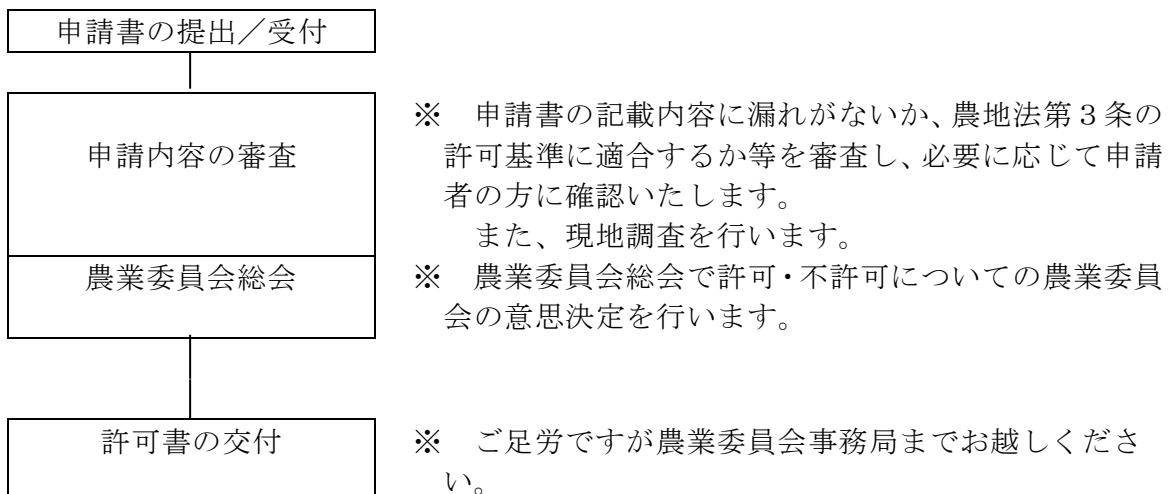 申請書の提出／受付
申請内容の審査
※　申請書の記載内容に漏れがないか、農地法第３条の
許可基準に適合するか等を審査し、必要に応じて申請
者の方に確認いたします。
また、現地調査を行います。
農業委員会総会
※　農業委員会総会で許可・不許可についての農業委員
会の意思決定を行います。
許可書の交付
※　ご足労ですが農業委員会事務局までお越しくださ
い。